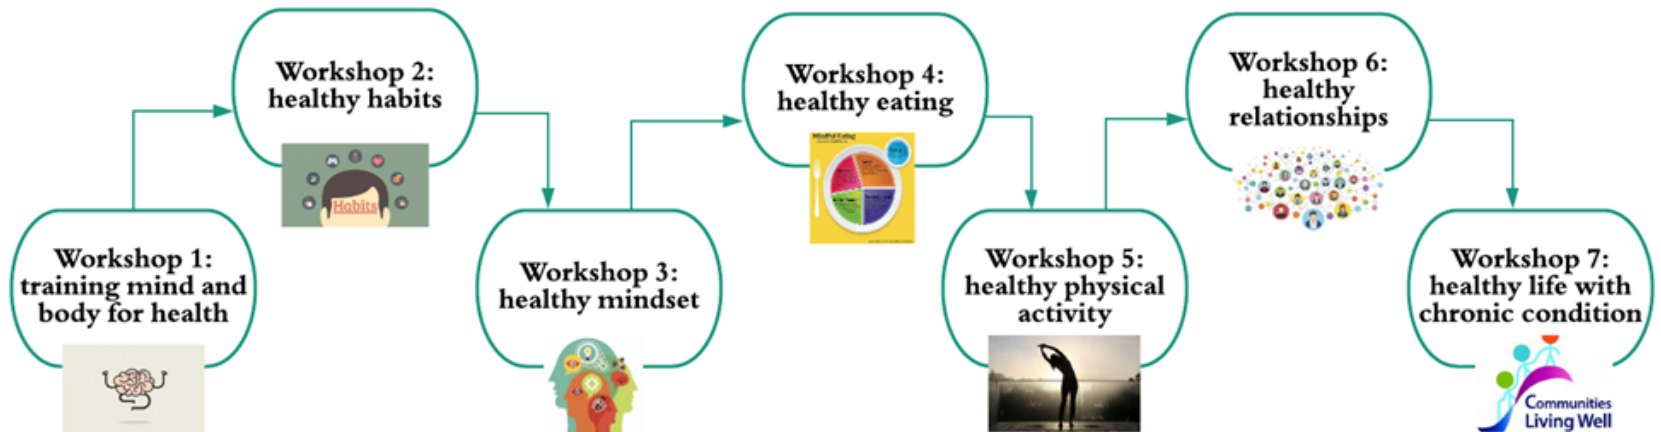 Workshop 1:
training mind and
body for health
Workshop 2:
healthy habits
Habits
Workshop 3:
healthy mindset
Workshop 4:
healthy eating
Mindful Eating
Workshop 5:
healthy physical
activity
Workshop 6:
healthy
relationships
Workshop 7:
healthy life with
chronic condition
Communities
Living Well